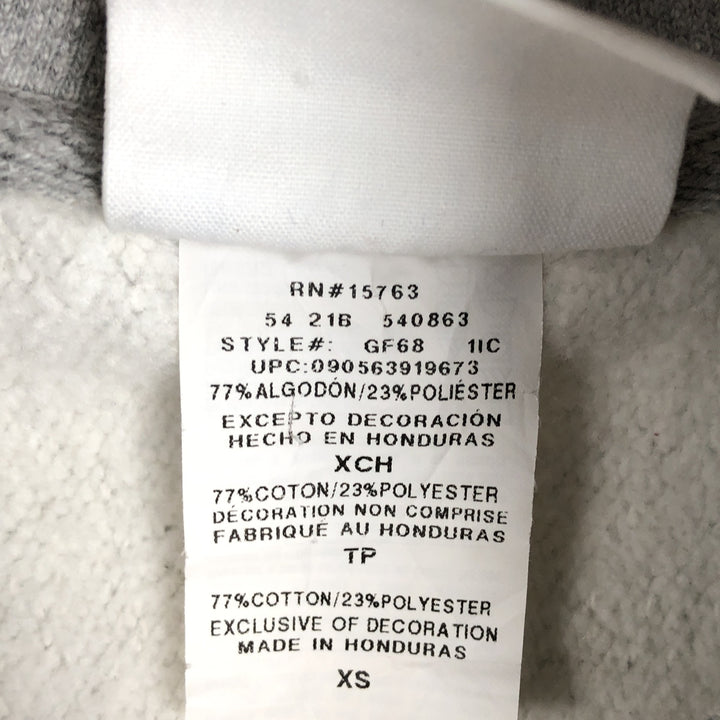 RN#15763
54 21B 540863
STYLE#: GF68 1IC
UPC:090563919673
77%ALGODÓN/23%POLIÉSTER
EXCEPTO DECORACIÓN
HECHO EN HONDURAS
XCH
77%COTON/23%POLYESTER
DÉCORATION NON COMPRISE
FABRIQUÉ AU HONDURAS
TP
77%COTTON/23%POLYESTER
EXCLUSIVE OF DECORATION
MADE IN HONDURAS
XS